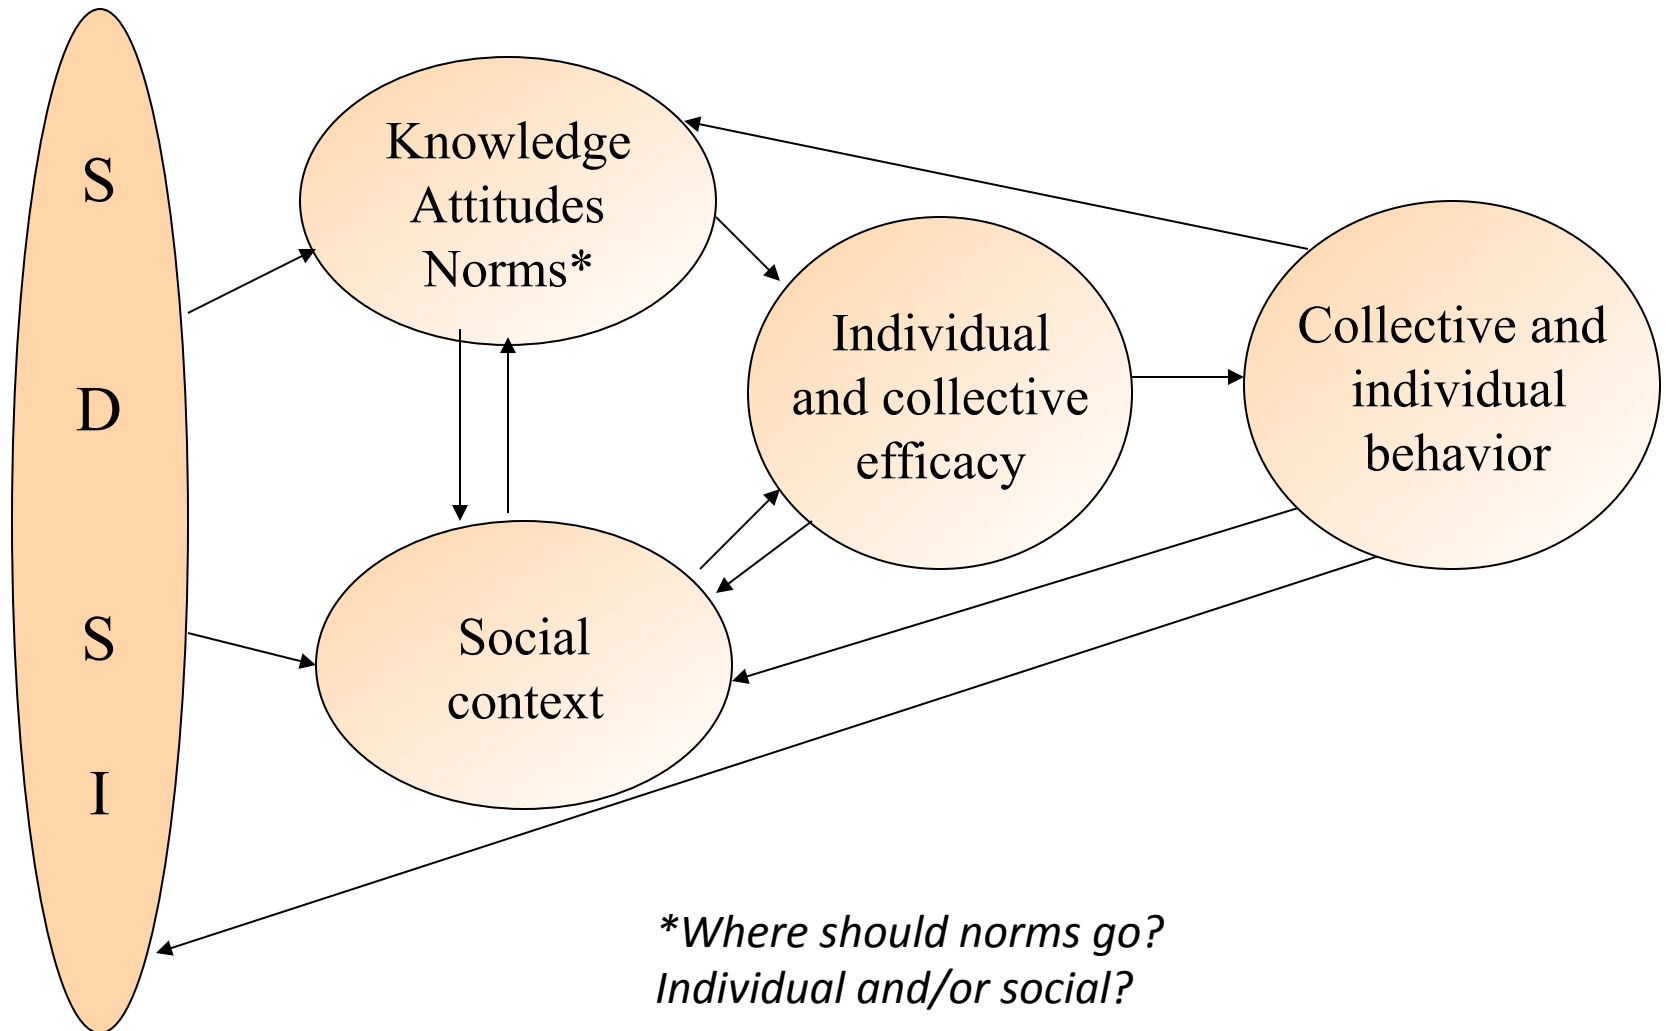 S
D
S
I
Knowledge
Attitudes
Norms*
Individual
and collective
efficacy
Collective and
individual
behavior
Social
context
*Where should norms go?
Individual and/or social?